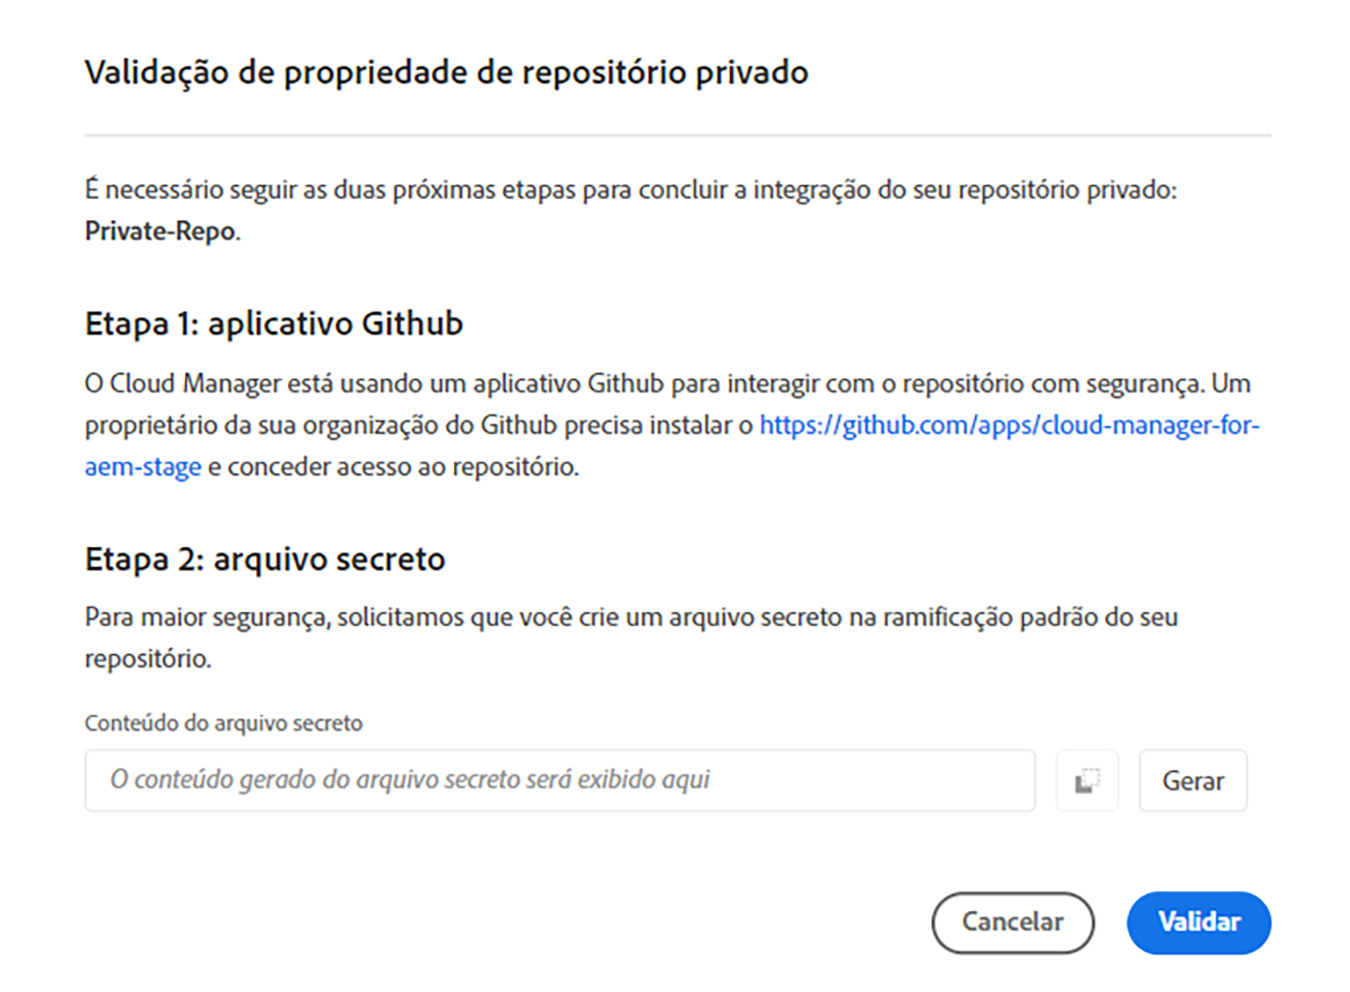 Validação de propriedade de repositório privado
É necessário seguir as duas próximas etapas para concluir a integração do seu repositório privado:
Private-Repo.
Etapa 1: aplicativo Github
O Cloud Manager está usando um aplicativo Github para interagir com o repositório com segurança. Um
proprietário da sua organização do Github precisa instalar o https://github.com/apps/cloud-manager-for-
aem-stage e conceder acesso ao repositório.
Etapa 2: arquivo secreto
Para maior segurança, solicitamos que você crie um arquivo secreto na ramificação padrão do seu
repositório.
Conteúdo do arquivo secreto
O conteúdo gerado do arquivo secreto será exibido aqui
Gerar
Cancelar
Validar